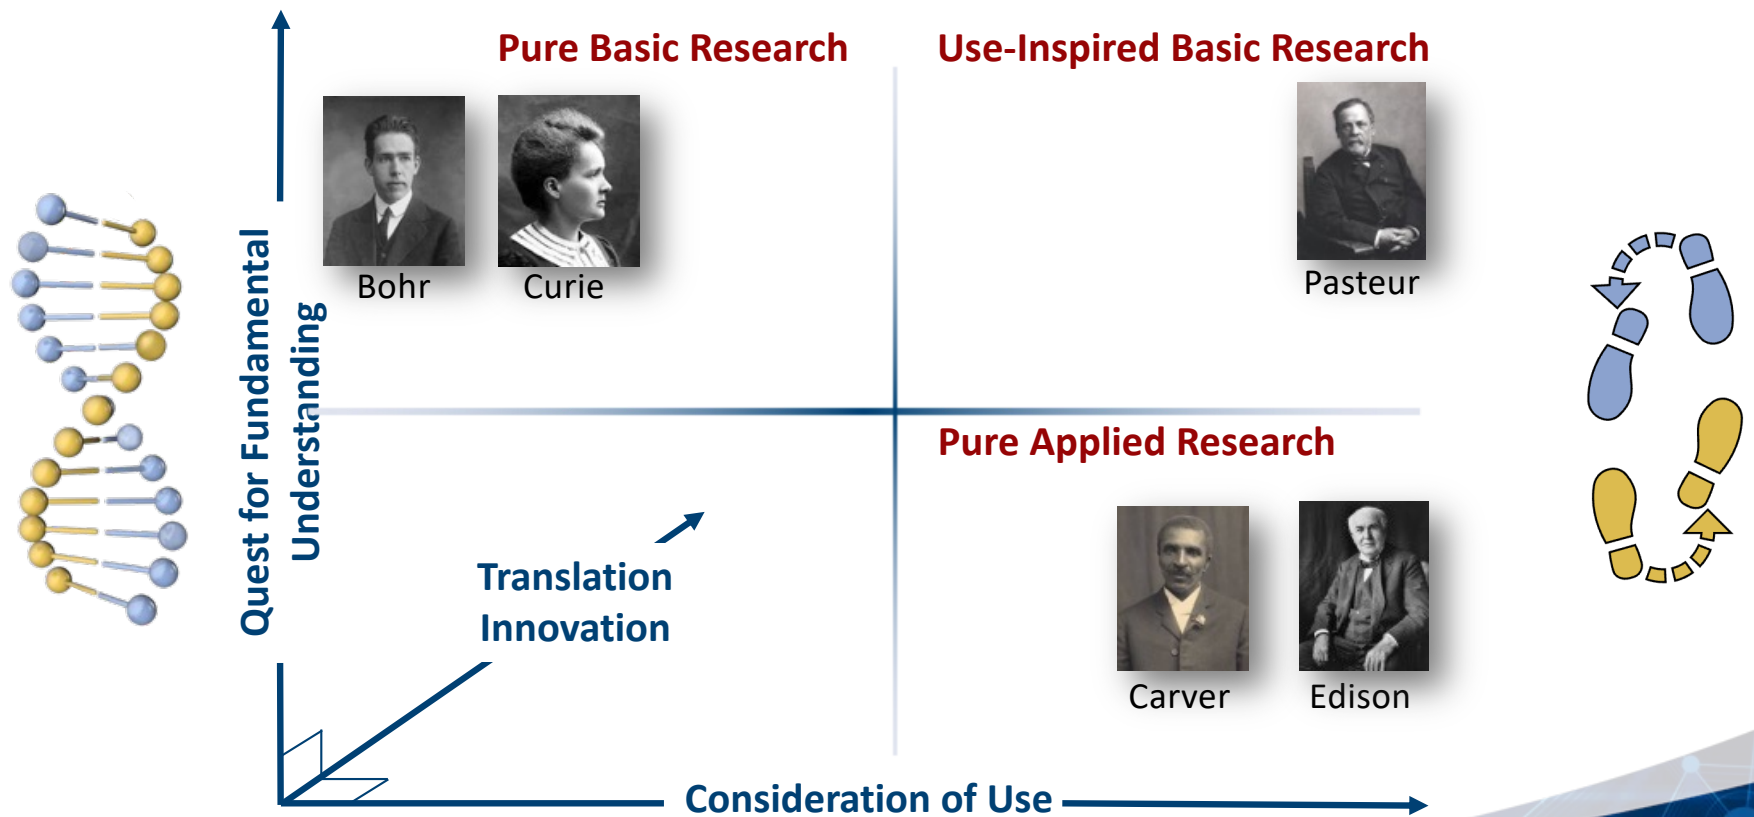 Pure Basic Research
Use-Inspired Basic Research
Bohr
Curie
Pasteur
Quest for Fundamental
Understanding
Pure Applied Research
Translation
Innovation
Carver
Edison
Consideration of Use